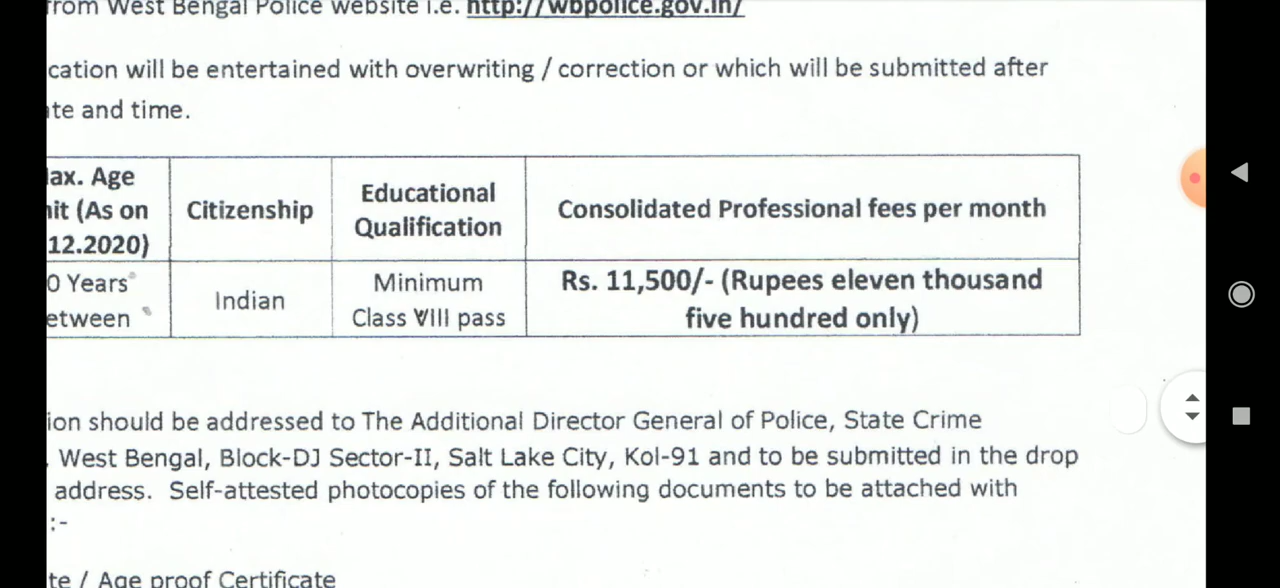 from West Bengal Police website i.e. http://wbpolice.gov.in/
cation will be entertained with overwriting / correction or which will be submitted after
te and time.
ax. Age
it (As on
12.2020)
Citizenship
Educational
Qualification
Consolidated Professional fees per month
0 Years
etween
Indian
Minimum
Class VIII pass
Rs. 11,500/- (Rupees eleven thousand
five hundred only)
ion should be addressed to The Additional Director General of Police, State Crime
, West Bengal, Block-DJ Sector-II, Salt Lake City, Kol-91 and to be submitted in the drop
address. Self-attested photocopies of the following documents to be attached with
:-
te / Age proof Certificate